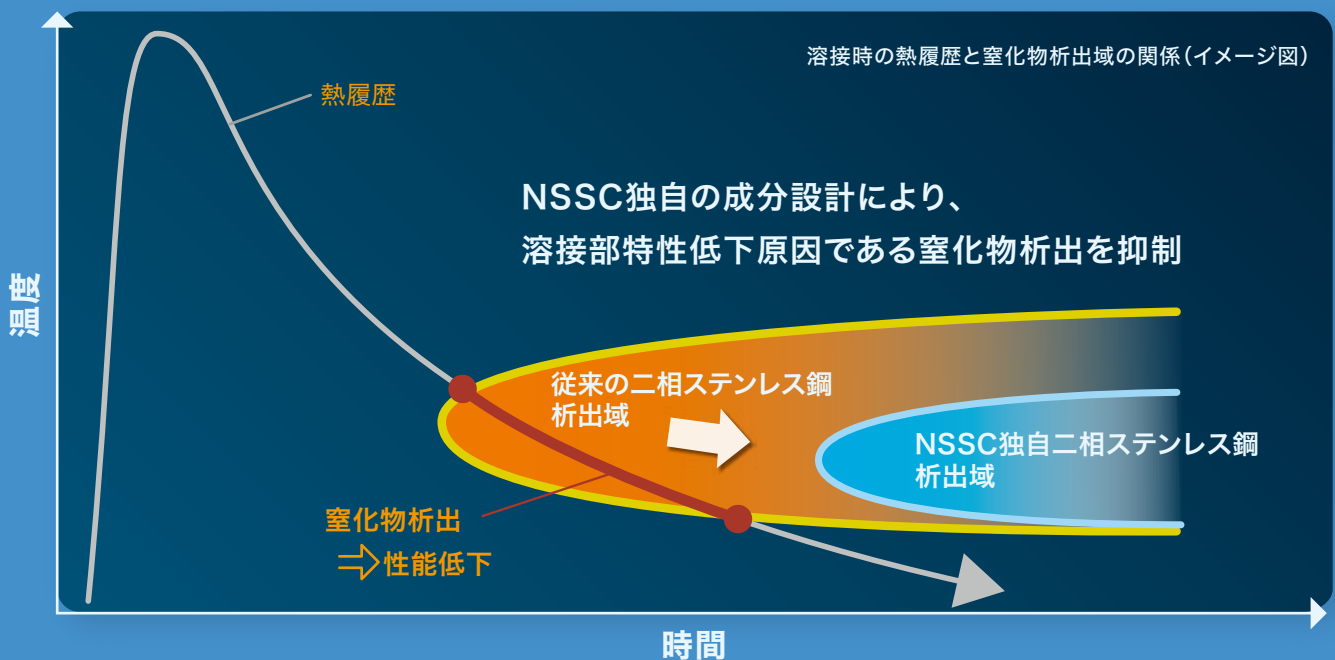 溶接時の熱履歴と窒化物析出域の関係(イメージ図)
熱履歴
NSSC独自の成分設計により、
溶接部特性低下原因である窒化物析出を抑制
温度
従来の二相ステンレス鋼
析出域
NSSC独自二相ステンレス鋼
析出域
窒化物析出
⇨性能低下
時間